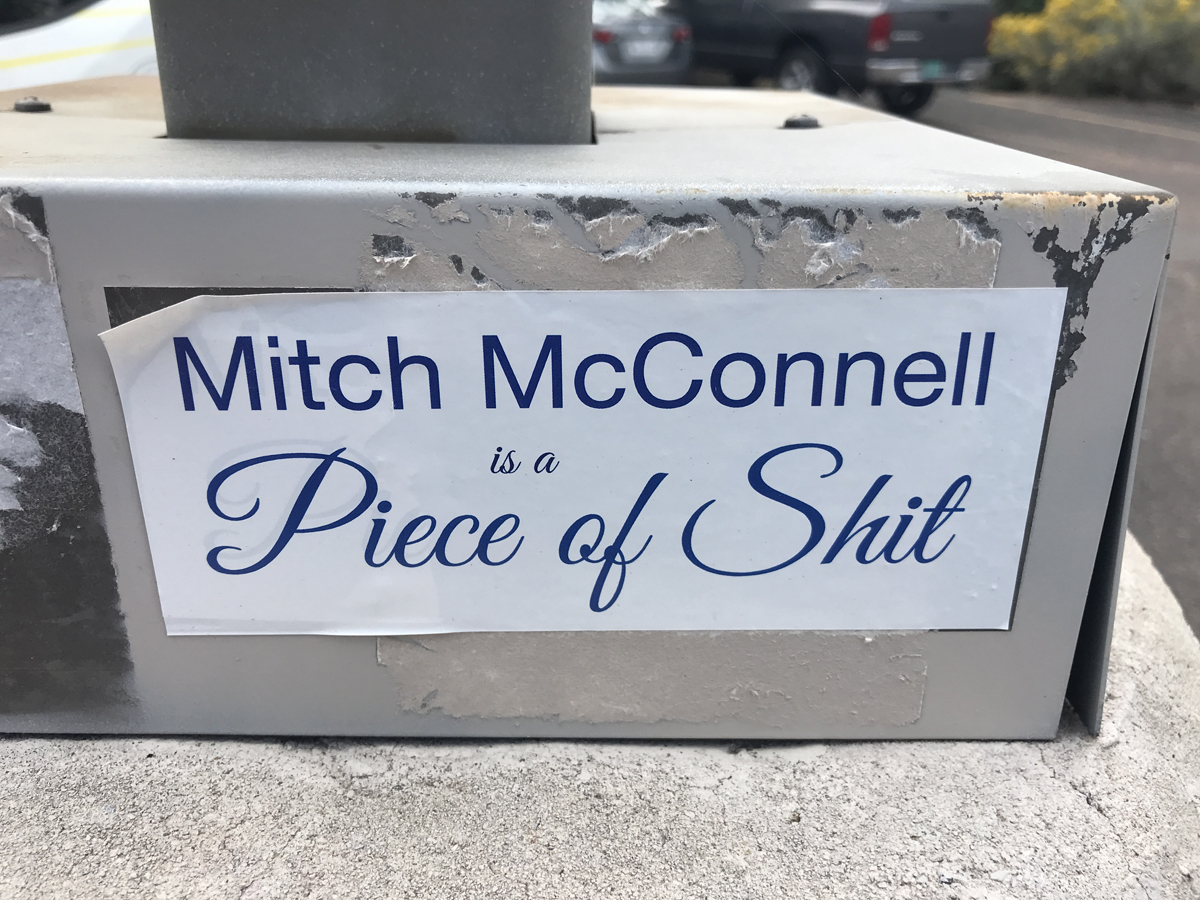 Mitch McConnell
is a
Piece of Shit